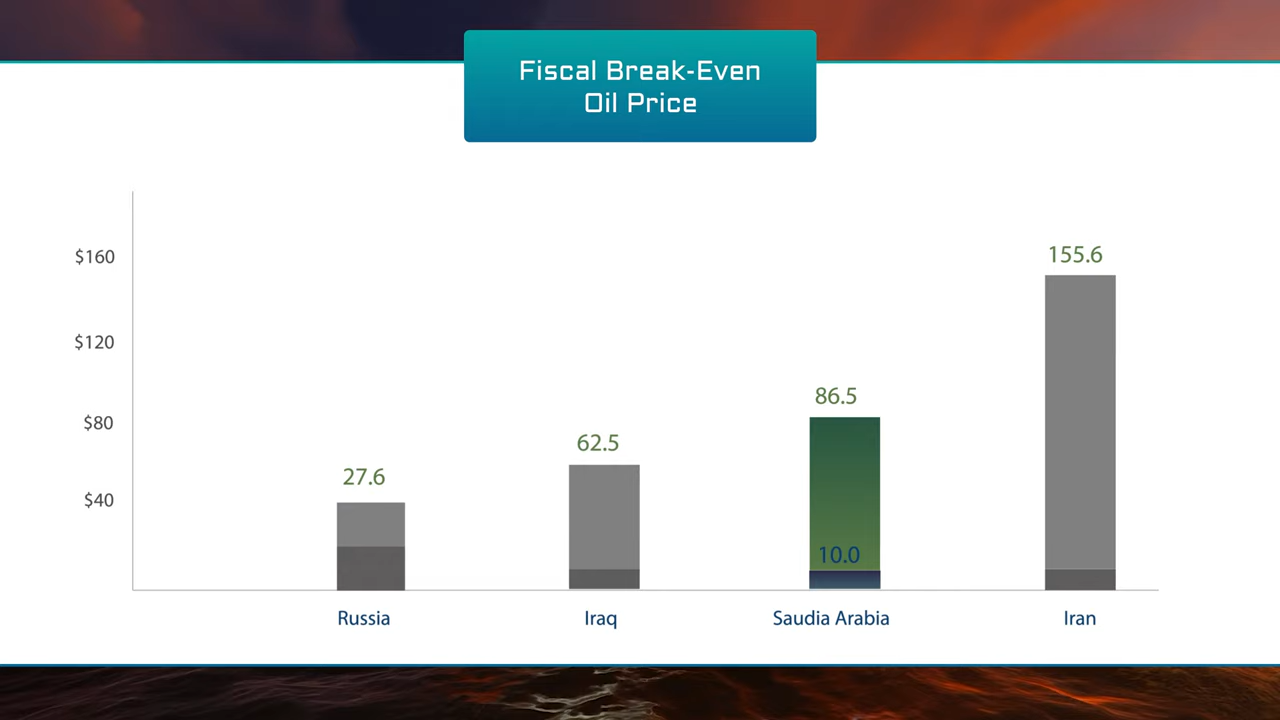 Fiscal Break-Even
Oil Price
$160
$120
$80
$40
27.6
62.5
86.5
10.0
155.6
Russia
Iraq
Saudia Arabia
Iran